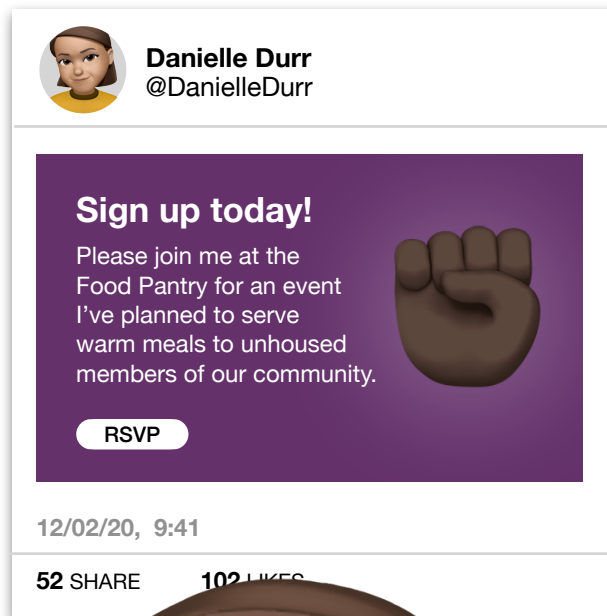 Danielle Durr
@DanielleDurr
Sign up today!
Please join me at the
Food Pantry for an event
I’ve planned to serve
warm meals to unhoused
members of our community.
RSVP
12/02/20, 9:41
52 SHARE 102 LIKES